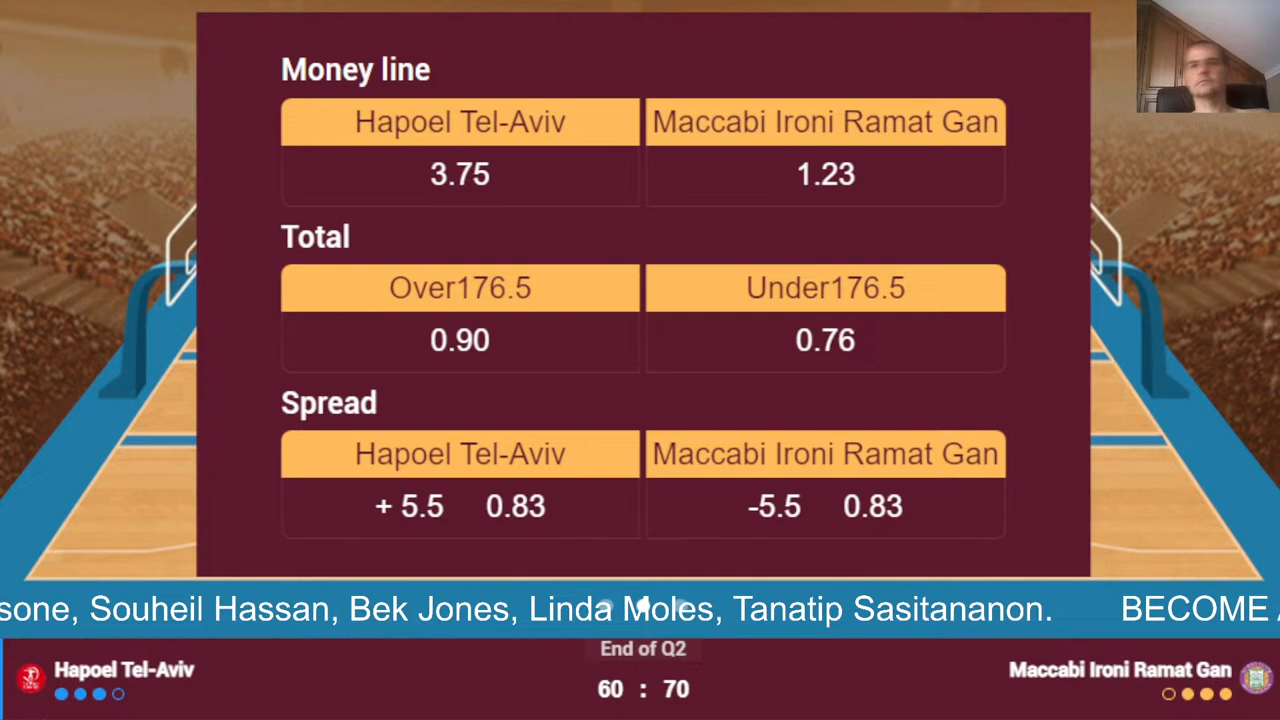 Money line
Hapoel Tel-Aviv Maccabi Ironi Ramat Gan
3.75 1.23
Total
Over176.5 Under176.5
0.90 0.76
Spread
Hapoel Tel-Aviv Maccabi Ironi Ramat Gan
+ 5.5 0.83 -5.5 0.83
sone, Souheil Hassan, Bek Jones, Linda Moles, Tanatip Sasitananon. BECOME
End of Q2
Hapoel Tel-Aviv 60 : 70 Maccabi Ironi Ramat Gan